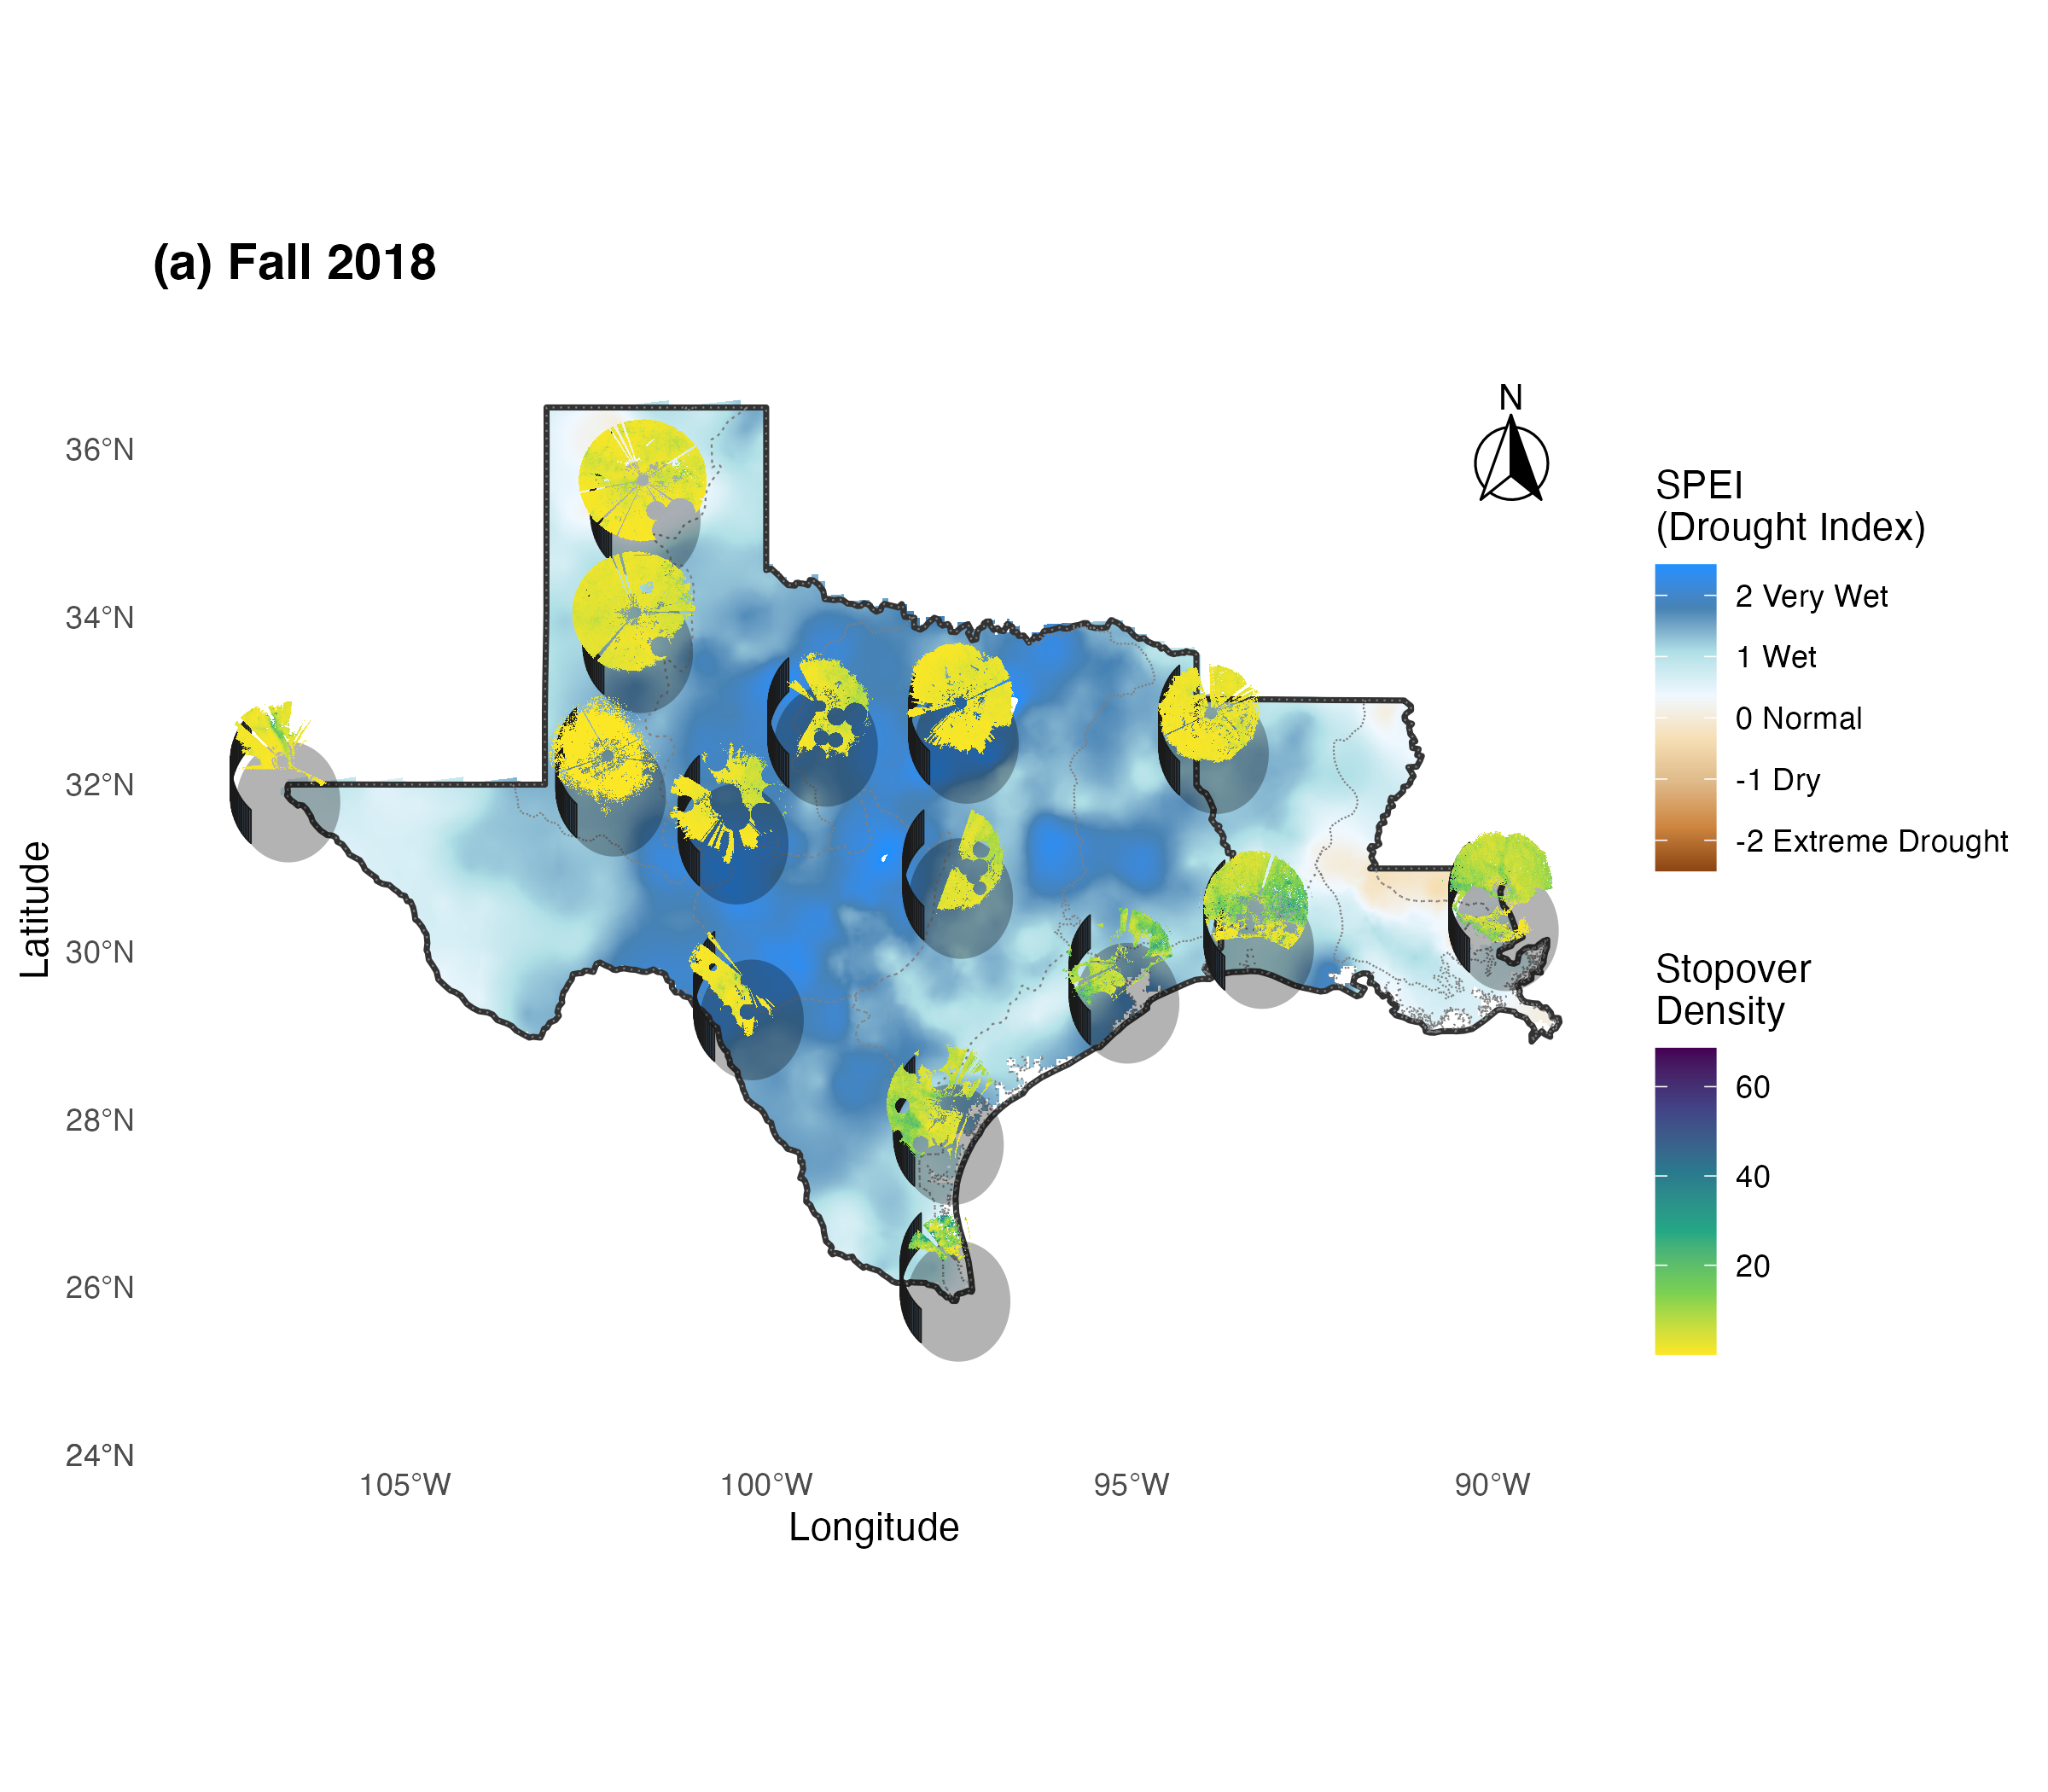 (a) Fall 2018
N
36°N
34°N
32°N
30°N
28°N
26°N
24°N
Latitude
105°W
100°W
95°W
90°W
Longitude
SPEI
(Drought Index)
2 Very Wet
1 Wet
0 Normal
-1 Dry
-2 Extreme Drought
Stopover
Density
60
40
20